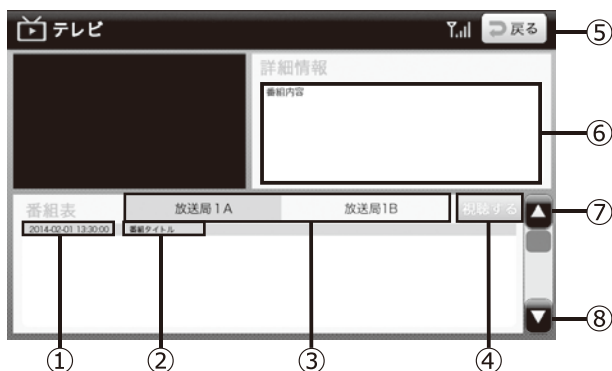 テレビ
戻る
⑤
詳細情報
番組内容
⑥
番組表
放送局1A
放送局1B
視聴する
⑦
2014-02-01 13:30:00
番組タイトル
⑧
①
②
③
④